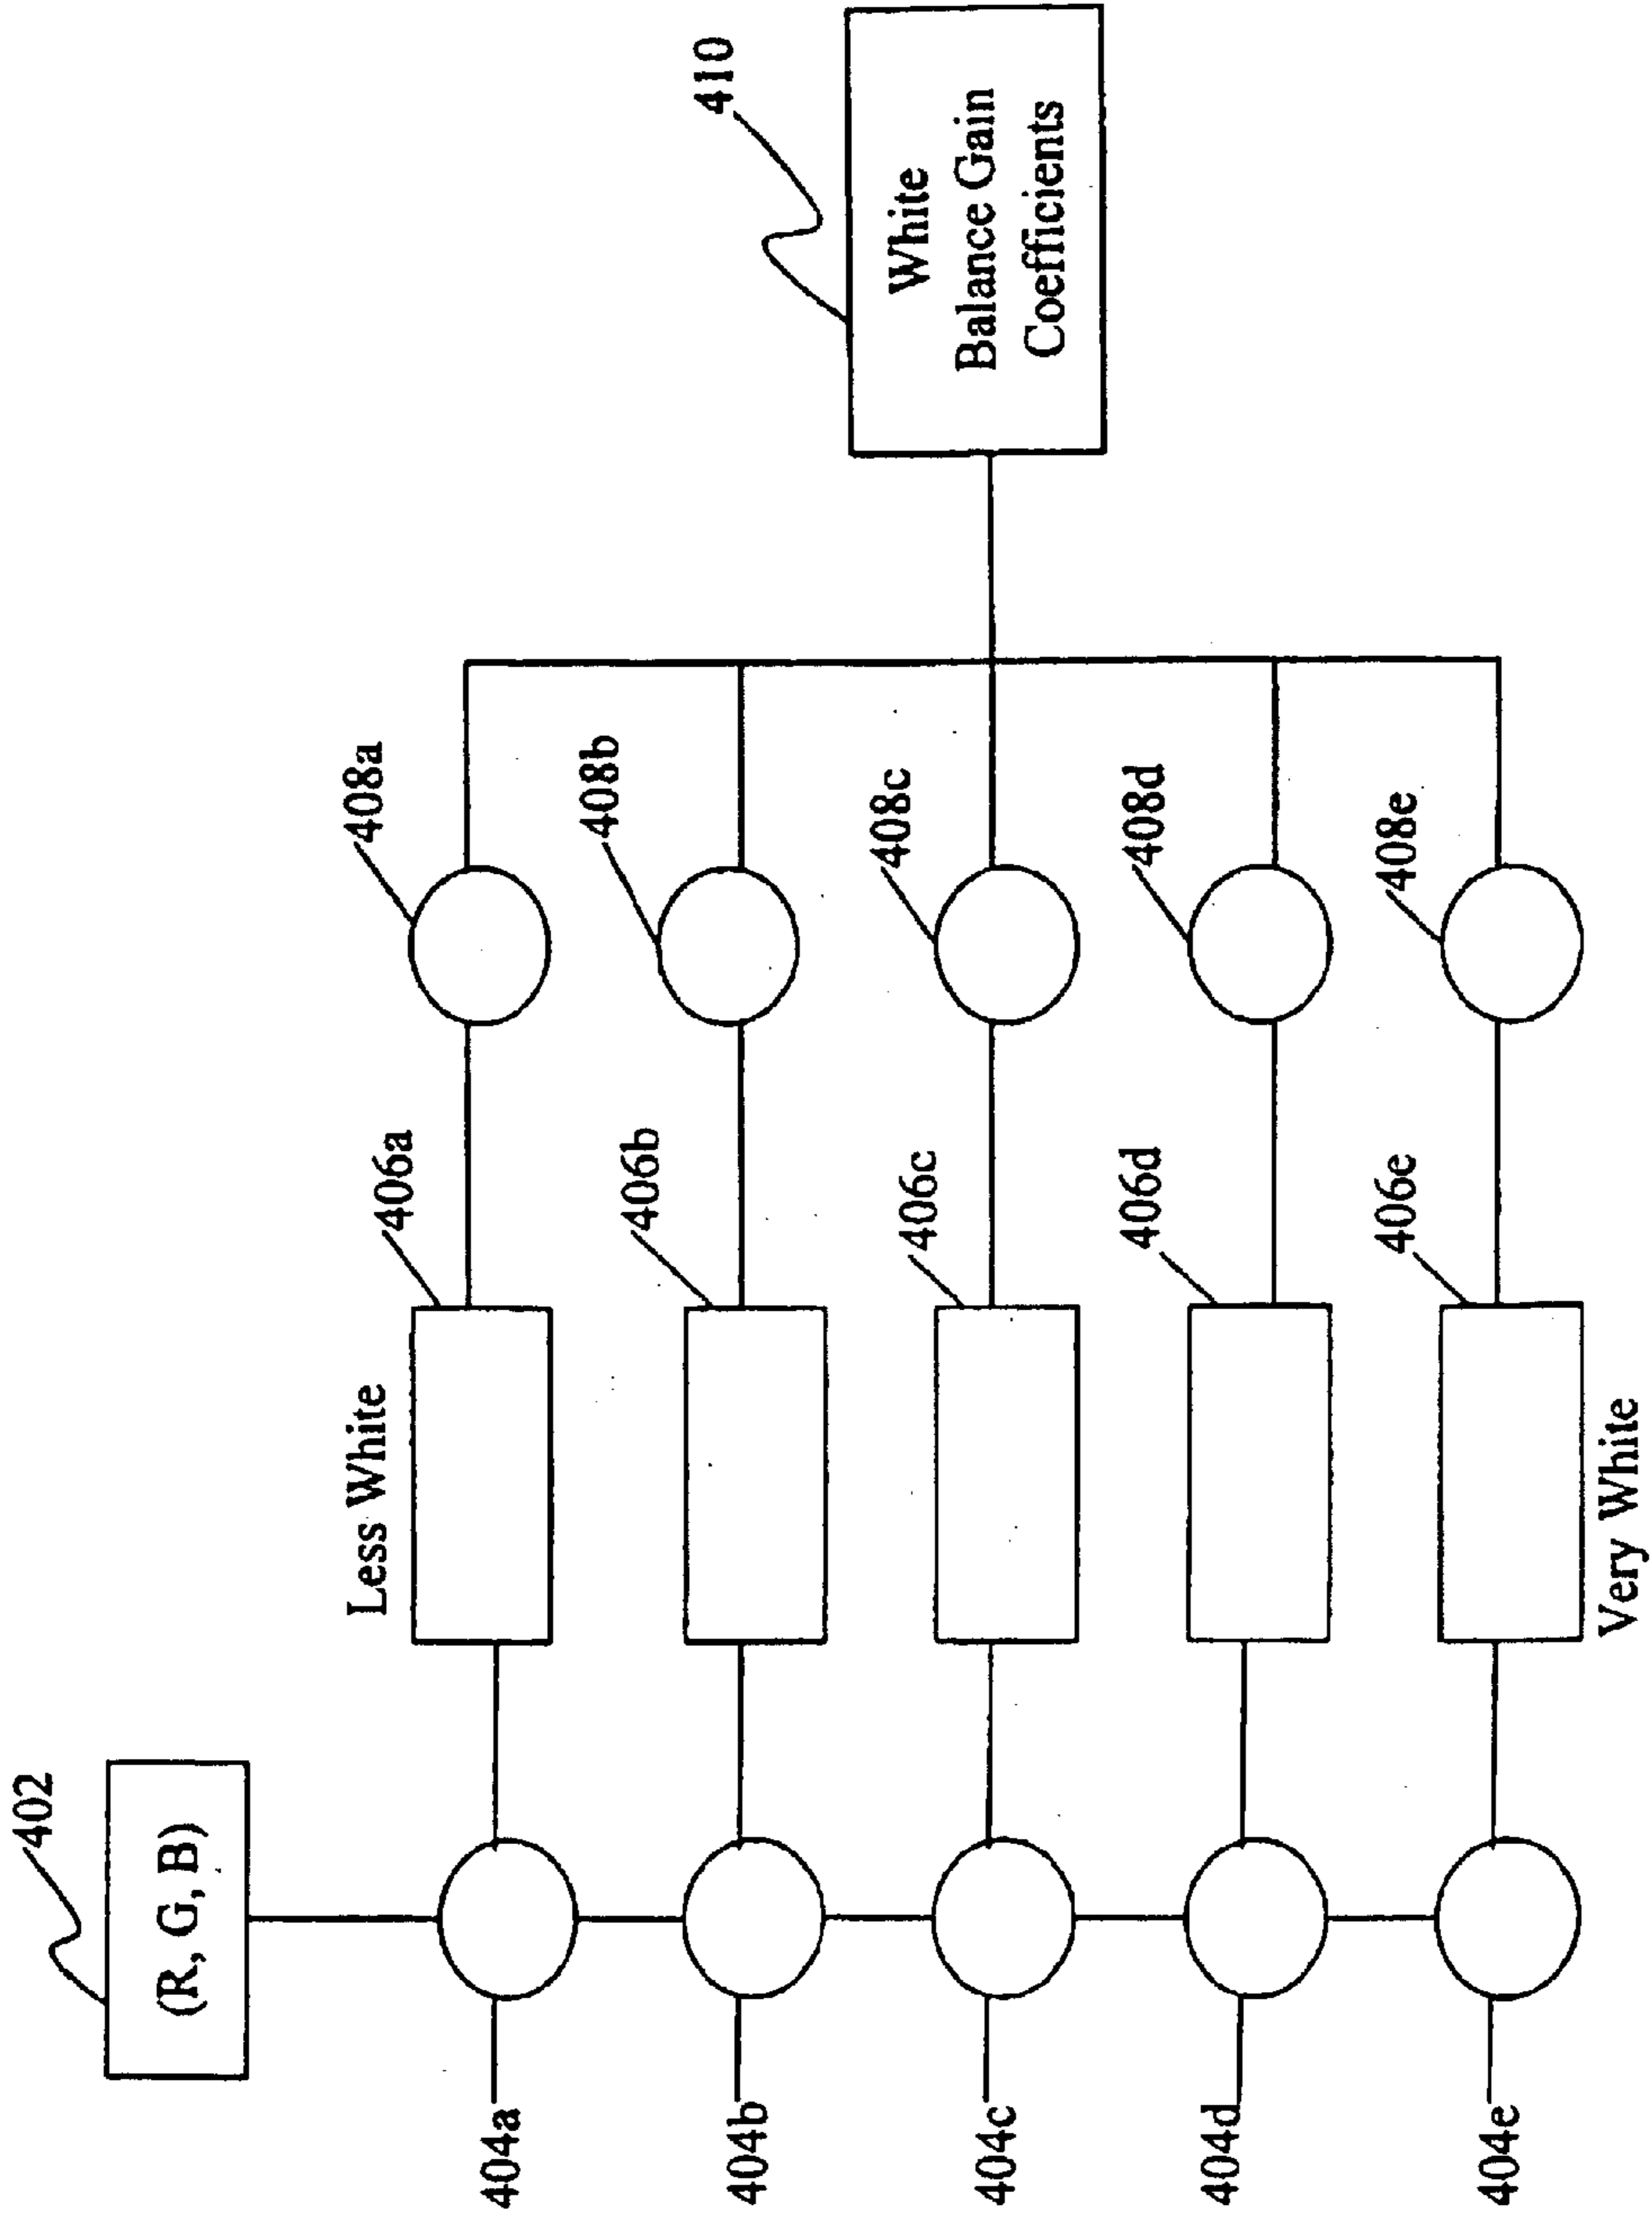 402
(R, G, B)
Less White
406a
408a
404a
404b
406b
408b
410
404c
406c
408c
White
Balance Gain
Coefficients
404d
406d
408d
404e
406e
408e
Very White